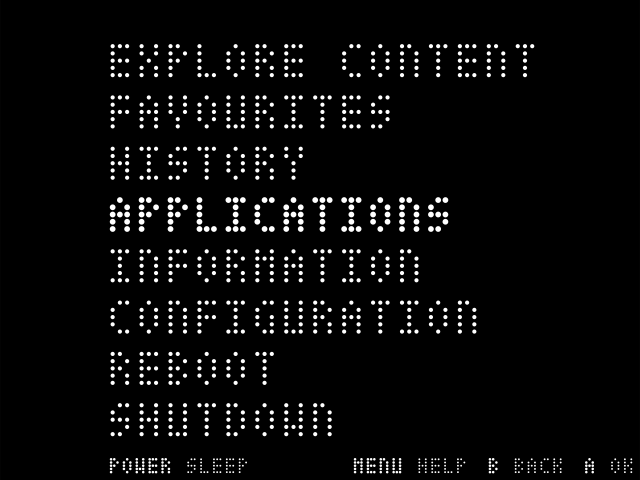 EXPLORE CONTENT
FAVOURITES
HISTORY
APPLICATIONS
INFORMATION
CONFIGURATION
REBOOT
SHUTDOWN
POWER SLEEP MENU HELP B BACK A OK